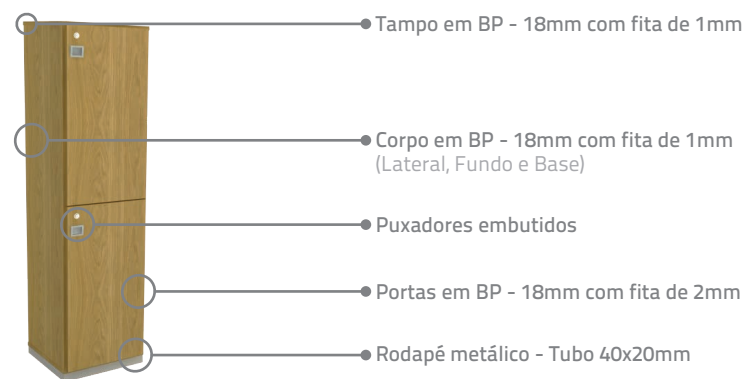 Tampo em BP - 18mm com fita de 1mm
Corpo em BP - 18mm com fita de 1mm
(Lateral, Fundo e Base)
Puxadores embutidos
Portas em BP - 18mm com fita de 2mm
Rodapé metálico - Tubo 40x20mm